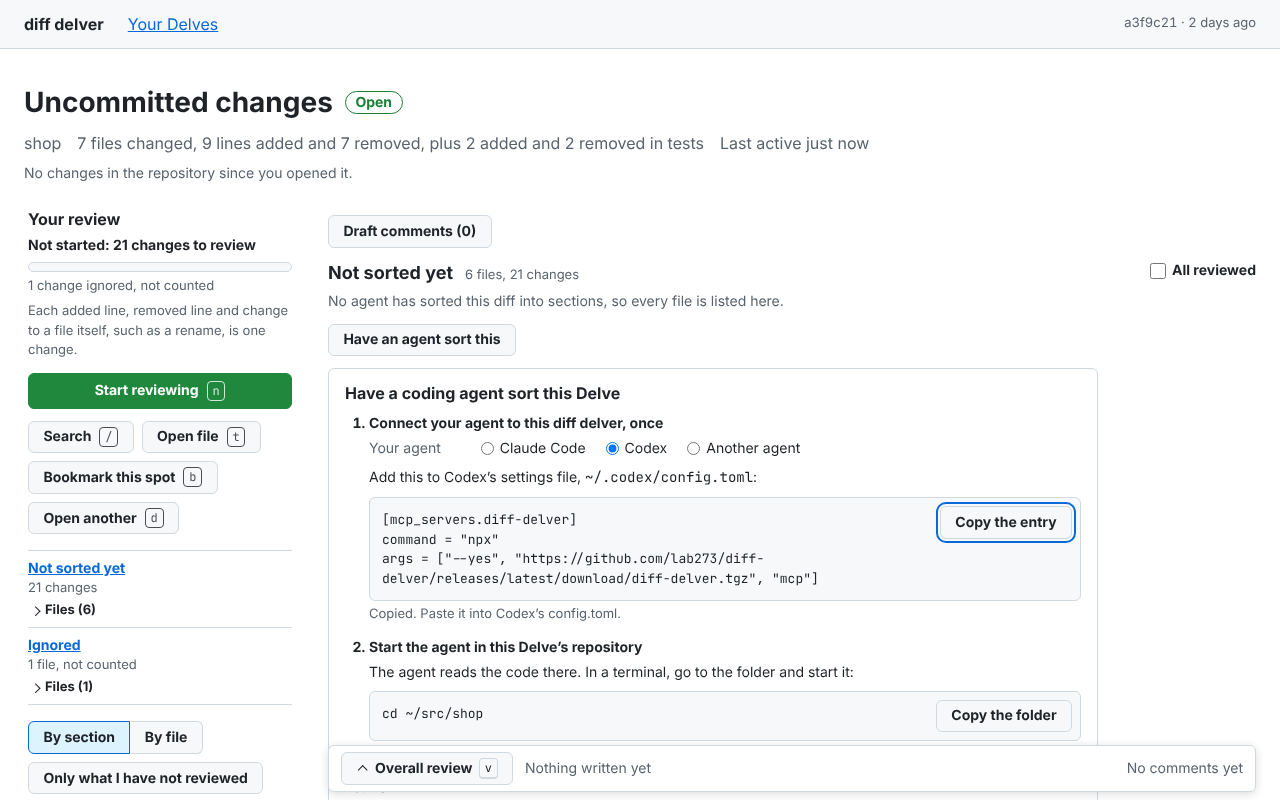 diff delver Your Delves a3f9c21 · 2 days ago
Uncommitted changes Open
shop 7 files changed, 9 lines added and 7 removed, plus 2 added and 2 removed in tests Last active just now
No changes in the repository since you opened it.
Your review
Not started: 21 changes to review
1 change ignored, not counted
Each added line, removed line and change
to a file itself, such as a rename, is one
change.
Start reviewing n
Search / Open file t
Bookmark this spot b
Open another d
Not sorted yet
21 changes
Files (6)
Ignored
1 file, not counted
Files (1)
By section By file
Only what I have not reviewed
Draft comments (0)
Not sorted yet 6 files, 21 changes All reviewed
No agent has sorted this diff into sections, so every file is listed here.
Have an agent sort this
Have a coding agent sort this Delve
1. Connect your agent to this diff delver, once
Your agent Claude Code Codex Another agent
Add this to Codex’s settings file, ~/.codex/config.toml:
[mcp_servers.diff-delver] Copy the entry
command = "npx"
args = ["--yes", "https://github.com/lab273/diff-
delver/releases/latest/download/diff-delver.tgz", "mcp"]
Copied. Paste it into Codex’s config.toml.
2. Start the agent in this Delve’s repository
The agent reads the code there. In a terminal, go to the folder and start it:
cd ~/src/shop Copy the folder
Overall review v Nothing written yet No comments yet